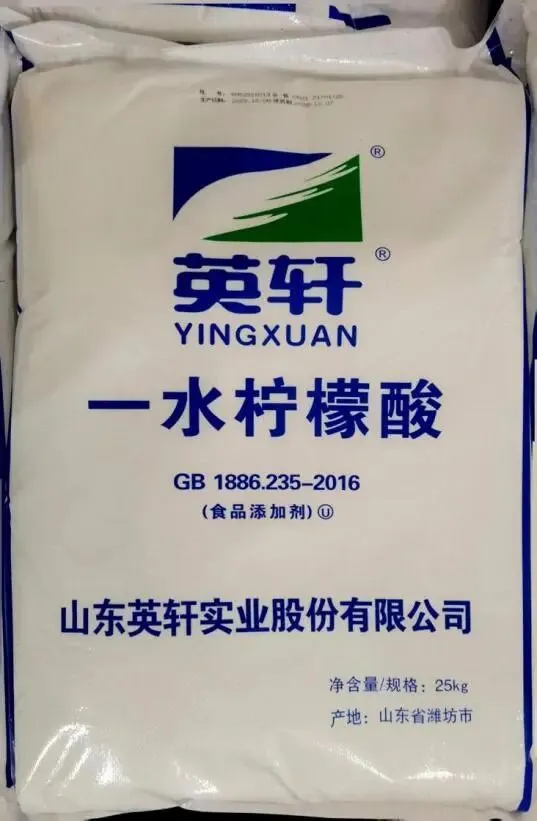 ®
英轩®
YINGXUAN
一水柠檬酸
GB 1886.235-2016
(食品添加剂)Ⓤ
山东英轩实业股份有限公司
净含量/规格：25kg
产地：山东省潍坊市